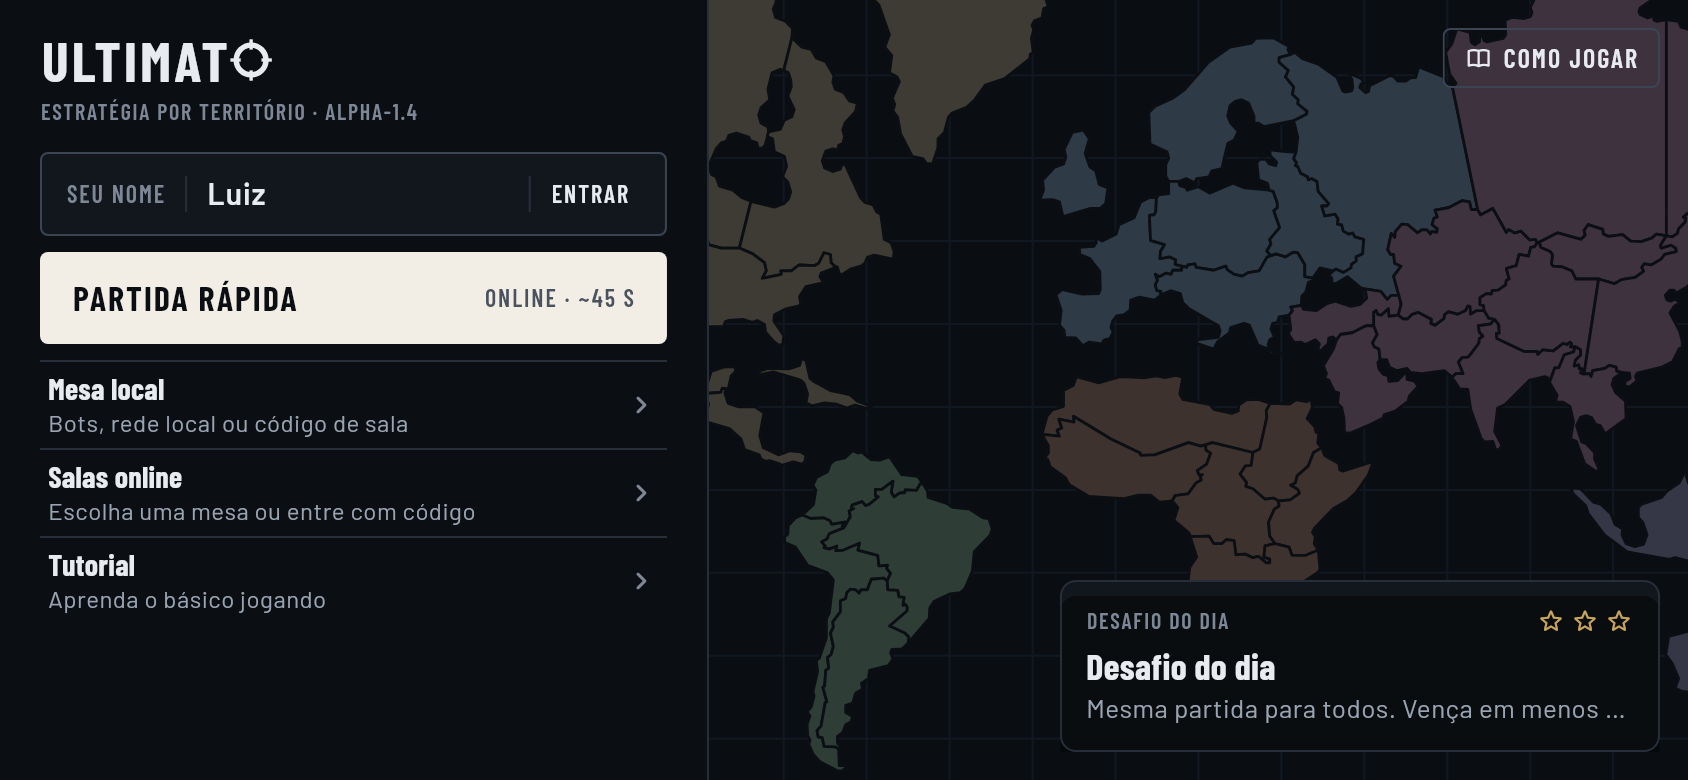 ULTIMATO
ESTRATÉGIA POR TERRITÓRIO · ALPHA-1.4
SEU NOME Luiz ENTRAR
PARTIDA RÁPIDA ONLINE · ~45 S
Mesa local
Bots, rede local ou código de sala
Salas online
Escolha uma mesa ou entre com código
Tutorial
Aprenda o básico jogando
COMO JOGAR
DESAFIO DO DIA
Desafio do dia
Mesma partida para todos. Vença em menos ...